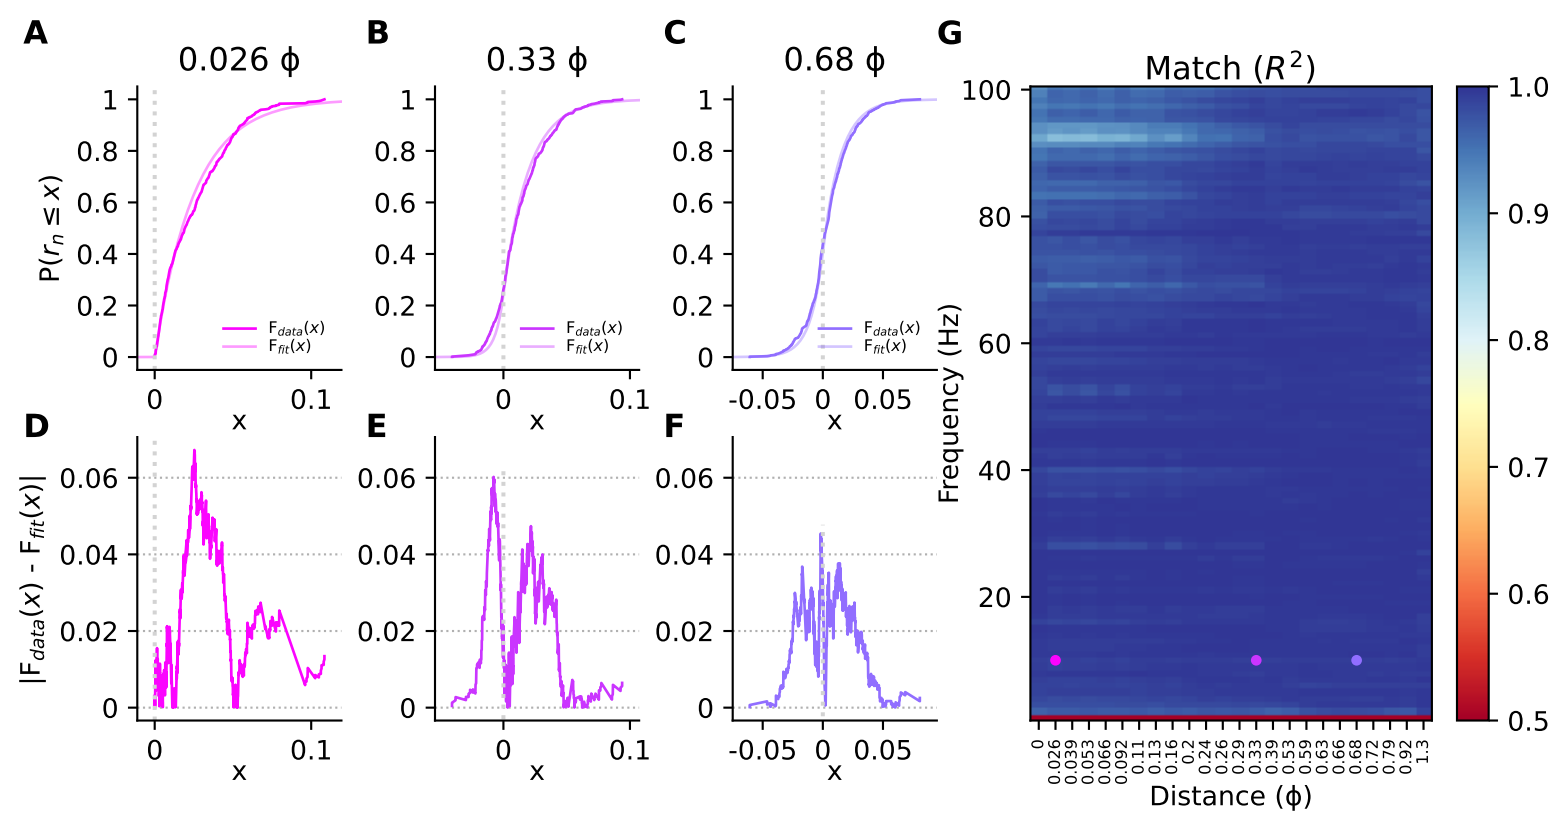 A
0.026 ϕ
1
0.8
0.6
0.4
0.2
0
P(rₙ ≤ x)
F_data(x)
F_fit(x)
0 0.1
x
B
0.33 ϕ
1
0.8
0.6
0.4
0.2
0
F_data(x)
F_fit(x)
0 0.1
x
C
0.68 ϕ
1
0.8
0.6
0.4
0.2
0
F_data(x)
F_fit(x)
-0.05 0 0.05
x
D
0.06
0.04
0.02
0
|F_data(x) - F_fit(x)|
0 0.1
x
E
0.06
0.04
0.02
0
0 0.1
x
F
0.06
0.04
0.02
0
-0.05 0 0.05
x
G
Match (R²)
100
80
60
40
20
Frequency (Hz)
0 0.026 0.039 0.053 0.066 0.092 0.11 0.13 0.16 0.2 0.24 0.26 0.29 0.33 0.39 0.53 0.59 0.63 0.66 0.68 0.72 0.79 0.92 1.3
Distance (ϕ)
1.0
0.9
0.8
0.7
0.6
0.5